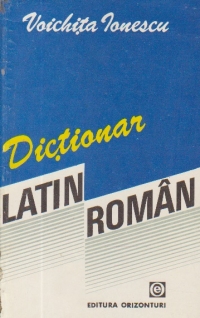 Voichița Ionescu
Dicționar
LATIN
ROMÂN
e
EDITURA ORIZONTURI